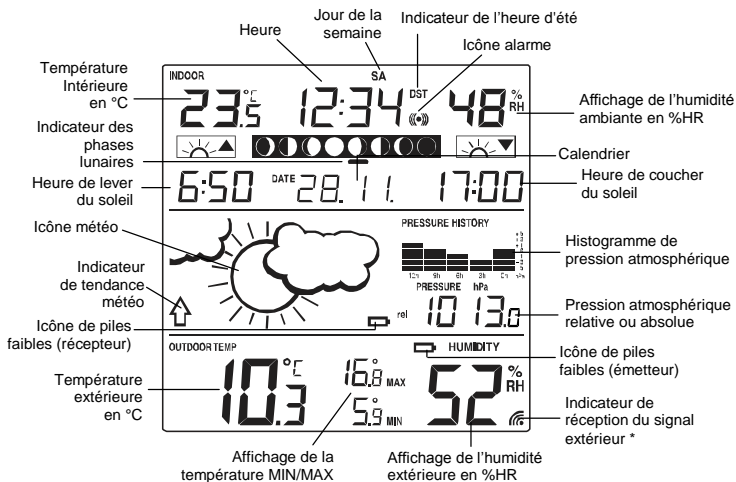 Jour de la
semaine
Indicateur de l'heure d'été
Heure
Icône alarme
Température
Intérieure
en °C
INDOOR
SA
DST
23.5 °C
12:34
48 % RH
Affichage de l'humidité
ambiante en %HR
Indicateur des
phases
lunaires
Calendrier
Heure de lever
du soleil
6:50
DATE 28. 11.
17:00
Heure de coucher
du soleil
Icône météo
PRESSURE HISTORY
Histogramme de
pression atmosphérique
12h 9h 6h 3h 0h hPa
Indicateur
de tendance
météo
PRESSURE hPa
rel 1013.0
Pression atmosphérique
relative ou absolue
Icône de piles
faibles (récepteur)
OUTDOOR TEMP
HUMIDITY
Icône de piles
faibles (émetteur)
Température
extérieure
en °C
10.3 °C
16.8° MAX
5.9° MIN
52 % RH
Indicateur de
réception du signal
extérieur *
Affichage de la
température MIN/MAX
Affichage de l'humidité
extérieure en %HR